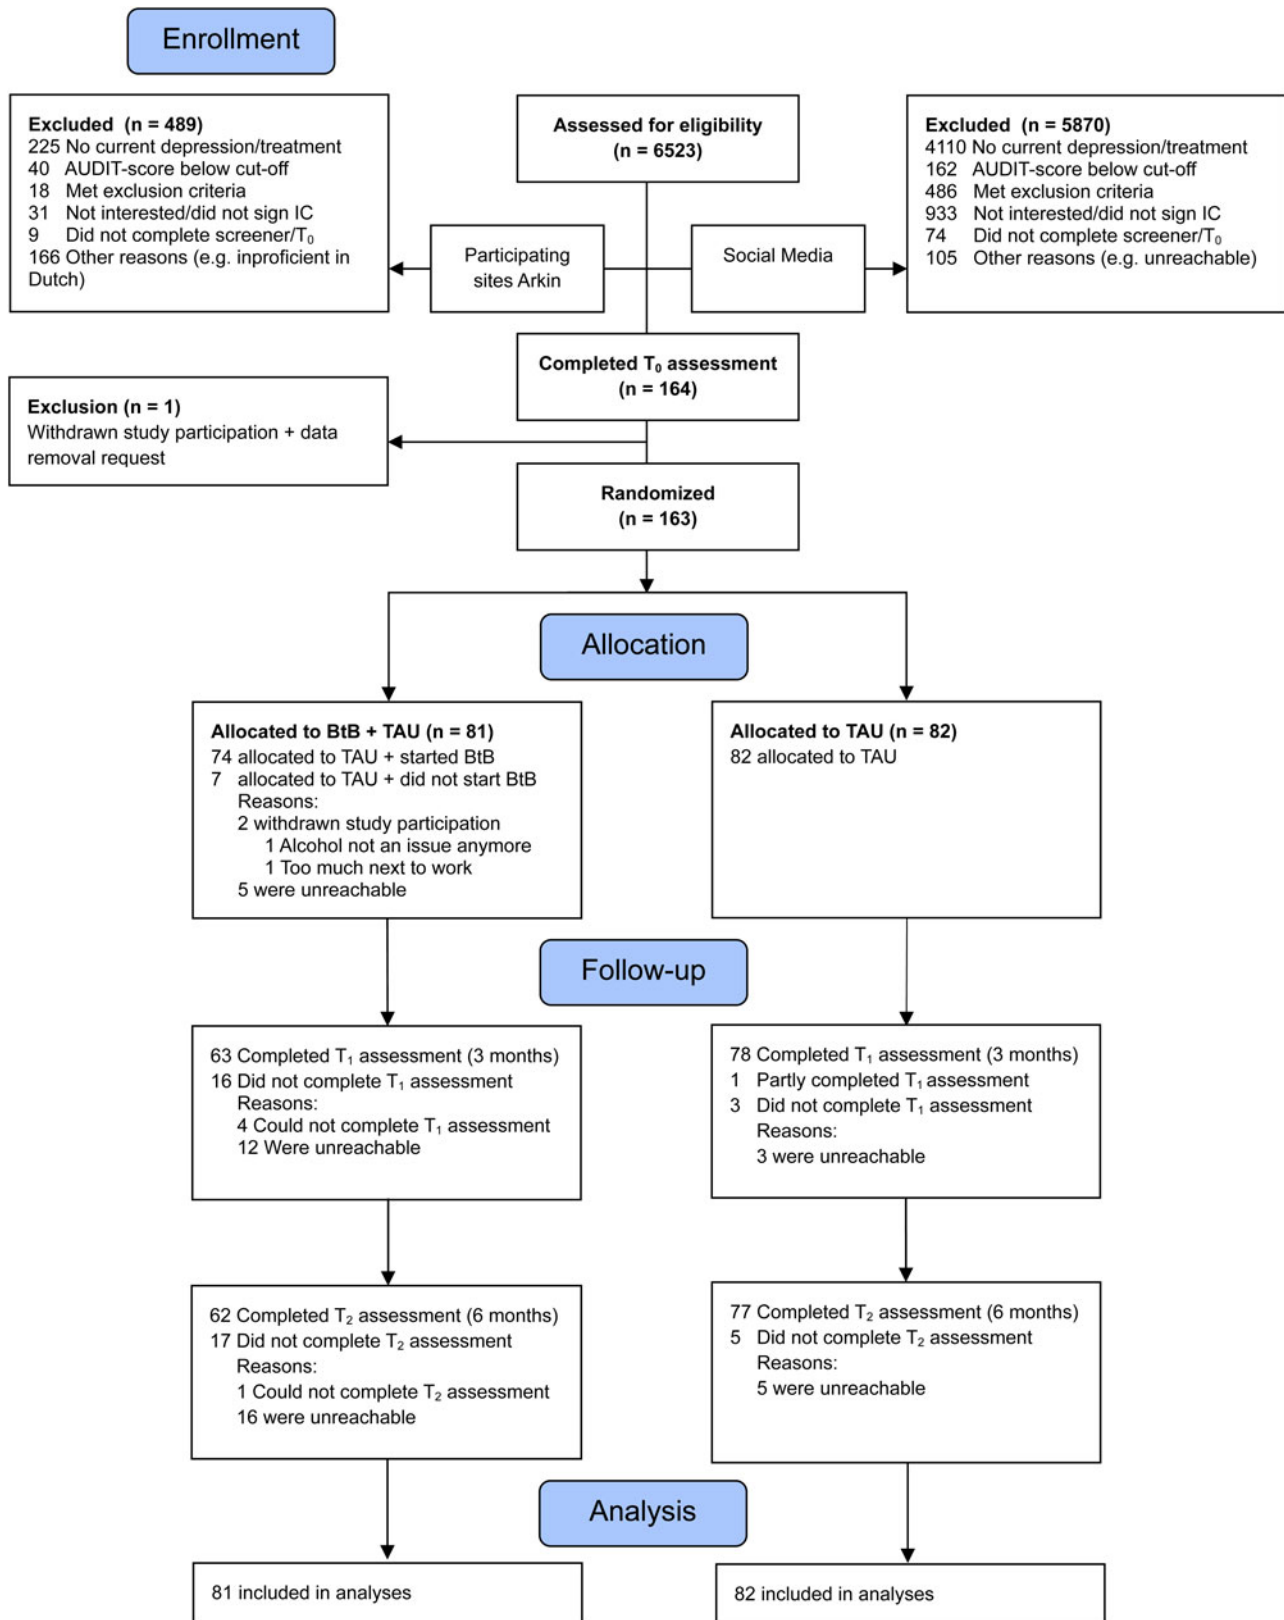 Enrollment
Excluded (n = 489)
225 No current depression/treatment
40 AUDIT-score below cut-off
18 Met exclusion criteria
31 Not interested/did not sign IC
9 Did not complete screener/T₀
166 Other reasons (e.g. inproficient in
Dutch)
Assessed for eligibility
(n = 6523)
Excluded (n = 5870)
4110 No current depression/treatment
162 AUDIT-score below cut-off
486 Met exclusion criteria
933 Not interested/did not sign IC
74 Did not complete screener/T₀
105 Other reasons (e.g. unreachable)
Participating
sites Arkin
Social Media
Completed T₀ assessment
(n = 164)
Exclusion (n = 1)
Withdrawn study participation + data
removal request
Randomized
(n = 163)
Allocation
Allocated to BtB + TAU (n = 81)
74 allocated to TAU + started BtB
7 allocated to TAU + did not start BtB
Reasons:
2 withdrawn study participation
1 Alcohol not an issue anymore
1 Too much next to work
5 were unreachable
Allocated to TAU (n = 82)
82 allocated to TAU
Follow-up
63 Completed T₁ assessment (3 months)
16 Did not complete T₁ assessment
Reasons:
4 Could not complete T₁ assessment
12 Were unreachable
78 Completed T₁ assessment (3 months)
1 Partly completed T₁ assessment
3 Did not complete T₁ assessment
Reasons:
3 were unreachable
62 Completed T₂ assessment (6 months)
17 Did not complete T₂ assessment
Reasons:
1 Could not complete T₂ assessment
16 were unreachable
77 Completed T₂ assessment (6 months)
5 Did not complete T₂ assessment
Reasons:
5 were unreachable
Analysis
81 included in analyses
82 included in analyses